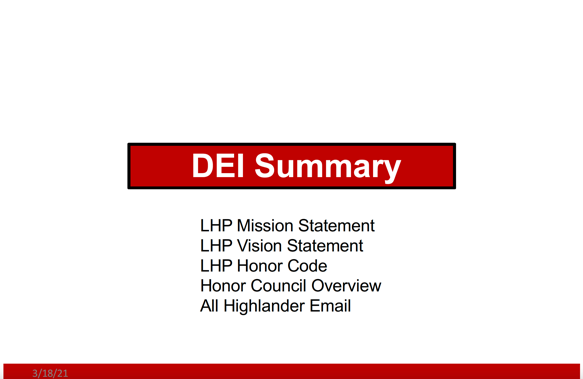 DEI Summary
LHP Mission Statement
LHP Vision Statement
LHP Honor Code
Honor Council Overview
All Highlander Email
3/18/21